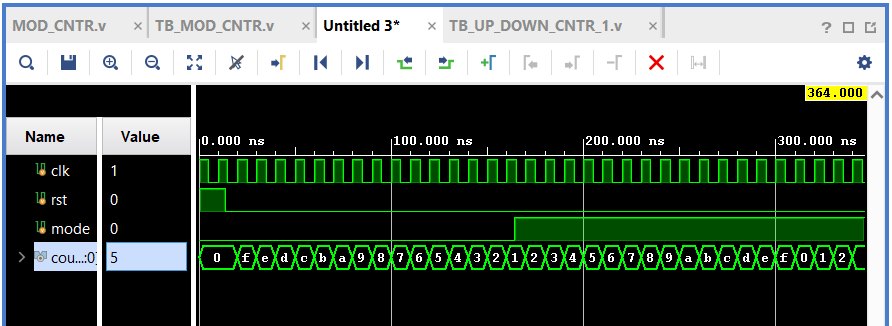 MOD_CNTR.v × TB_MOD_CNTR.v × Untitled 3* × TB_UP_DOWN_CNTR_1.v × ?
364.000
Name Value 0.000 ns 100.000 ns 200.000 ns 300.000 ns
clk 1
rst 0
mode 0
cou...:0] 5 0 f e d c b a 9 8 7 6 5 4 3 2 1 2 3 4 5 6 7 8 9 a b c d e f 0 1 2